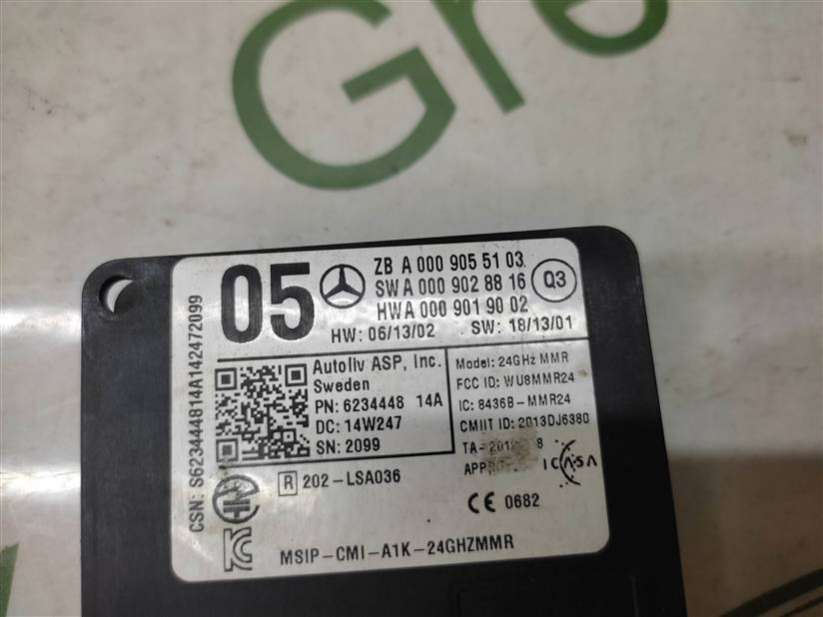 Gre
05
ZB A 000 905 51 03
SW A 000 902 88 16
HW A 000 901 90 02
Q3
HW: 06/13/02 SW: 18/13/01
Autoliv ASP, Inc.
Sweden
PN: 6234448 14A
DC: 14W247
SN: 2099
Model: 24GHz MMR
FCC ID: WU8MMR24
IC: 8436B-MMR24
CMIIT ID: 2013DJ6380
ICASA
R 202-LSA036
CE 0682
MSIP-CMI-A1K-24GHZMMR
CSN: S623444814A142472099